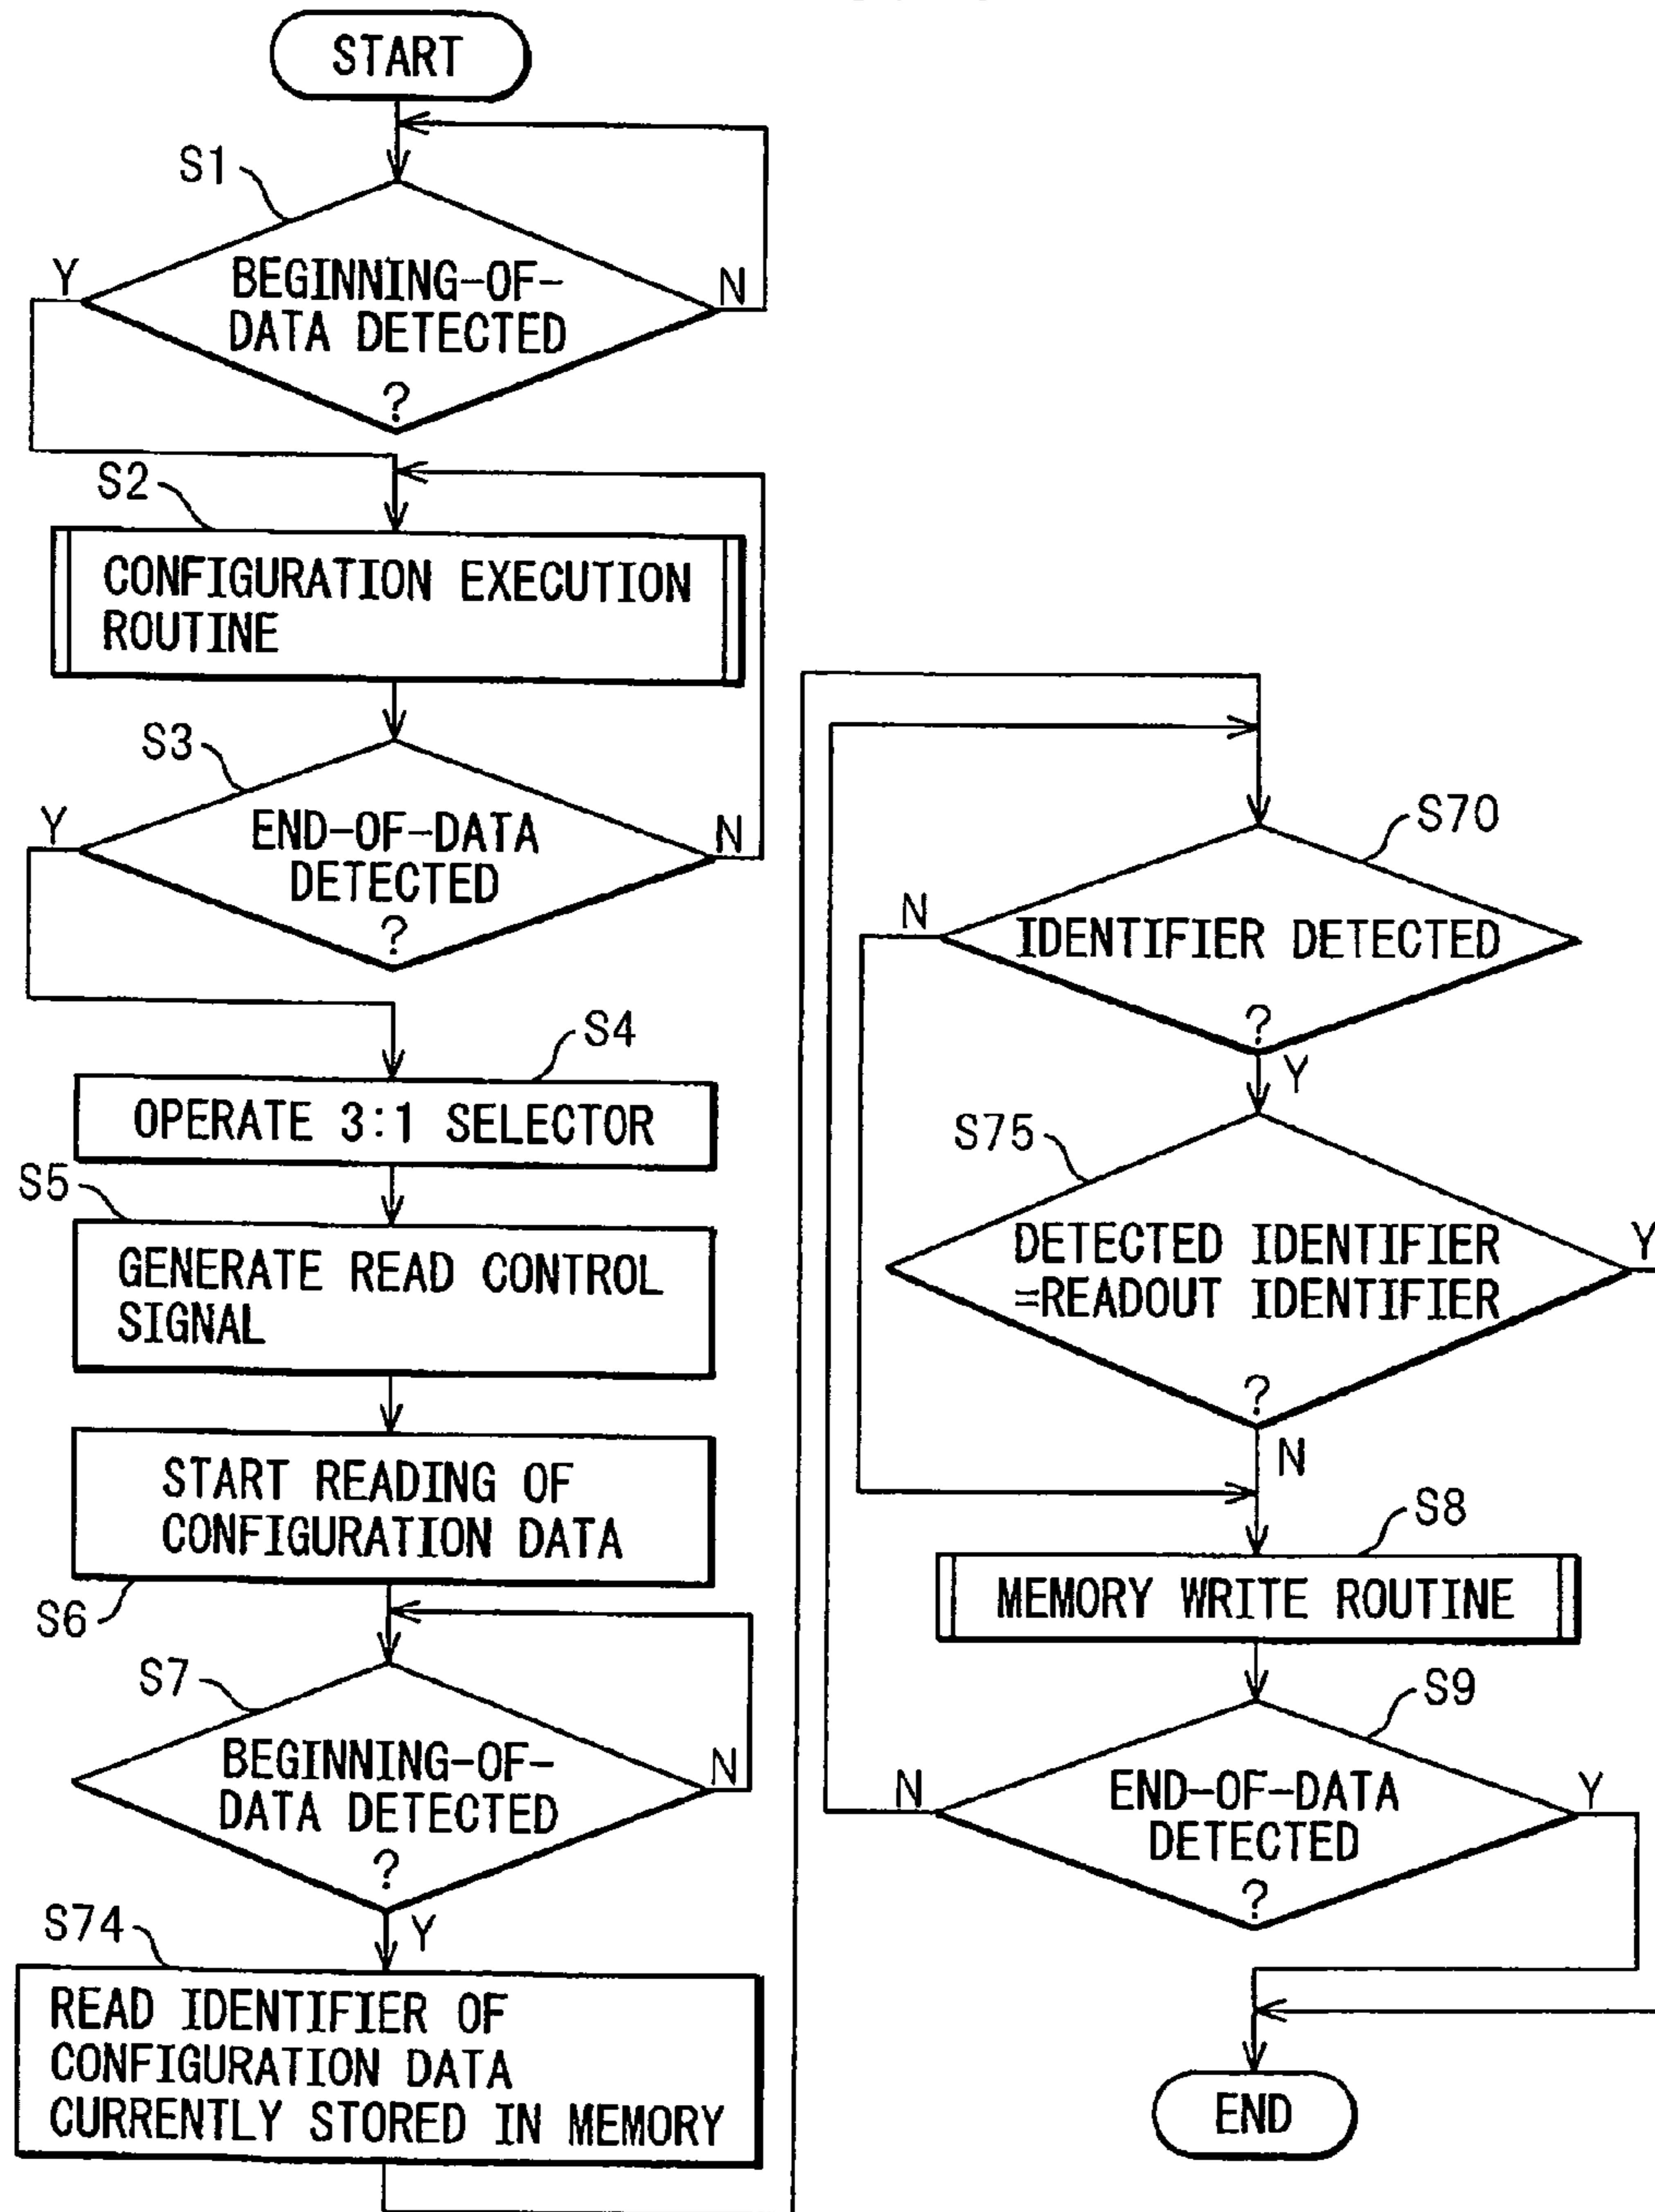 START
S1
Y
BEGINNING-OF-
DATA DETECTED
?
N
S2
CONFIGURATION EXECUTION
ROUTINE
S3
Y
END-OF-DATA
DETECTED
?
N
S4
OPERATE 3:1 SELECTOR
S5
GENERATE READ CONTROL
SIGNAL
START READING OF
CONFIGURATION DATA
S6
S7
BEGINNING-OF-
DATA DETECTED
?
N
Y
S74
READ IDENTIFIER OF
CONFIGURATION DATA
CURRENTLY STORED IN MEMORY
S70
N
IDENTIFIER DETECTED
?
Y
S75
DETECTED IDENTIFIER
=READOUT IDENTIFIER
?
Y
N
S8
MEMORY WRITE ROUTINE
S9
N
END-OF-DATA
DETECTED
?
Y
END